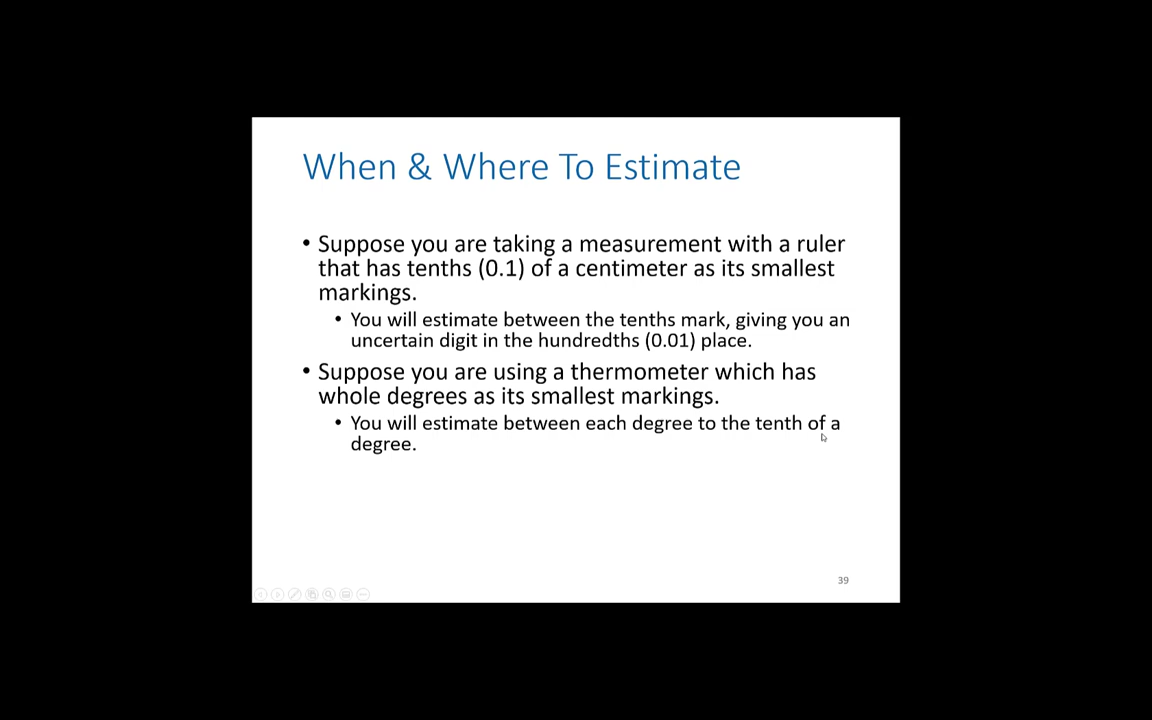 When & Where To Estimate
• Suppose you are taking a measurement with a ruler
that has tenths (0.1) of a centimeter as its smallest
markings.
• You will estimate between the tenths mark, giving you an
uncertain digit in the hundredths (0.01) place.
• Suppose you are using a thermometer which has
whole degrees as its smallest markings.
• You will estimate between each degree to the tenth of a
degree.
39